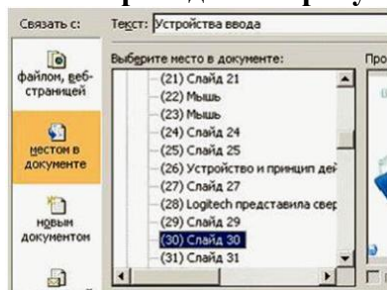 Связать с:
Текст: Устройства ввода
файлом, веб-
страницей
местом в
документе
новым
документом
Выберите место в документе:
(21) Слайд 21
(22) Мышь
(23) Мышь
(24) Слайд 24
(25) Слайд 25
(26) Устройство и принцип дей
(27) Слайд 27
(28) Logitech представила свер
(29) Слайд 29
(30) Слайд 30
(31) Слайд 31
Про